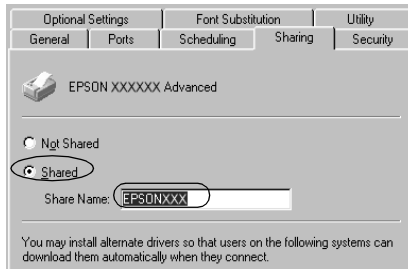 Optional Settings Font Substitution Utility
General Ports Scheduling Sharing Security
EPSON XXXXXX Advanced
Not Shared
Shared
Share Name: EPSONXXX
You may install alternate drivers so that users on the following systems can
download them automatically when they connect.